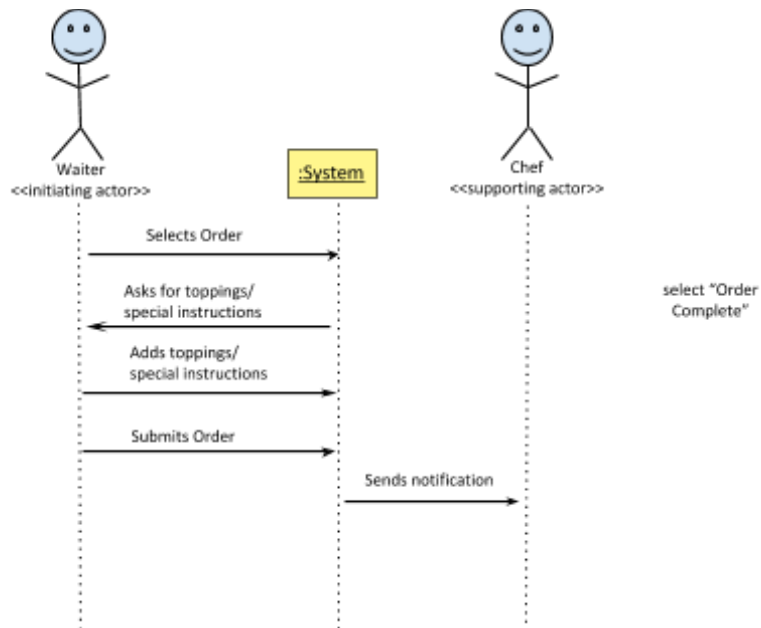 Waiter
<<initiating actor>>
:System
Chef
<<supporting actor>>
Selects Order
Asks for toppings/
special instructions
select “Order
Complete”
Adds toppings/
special instructions
Submits Order
Sends notification